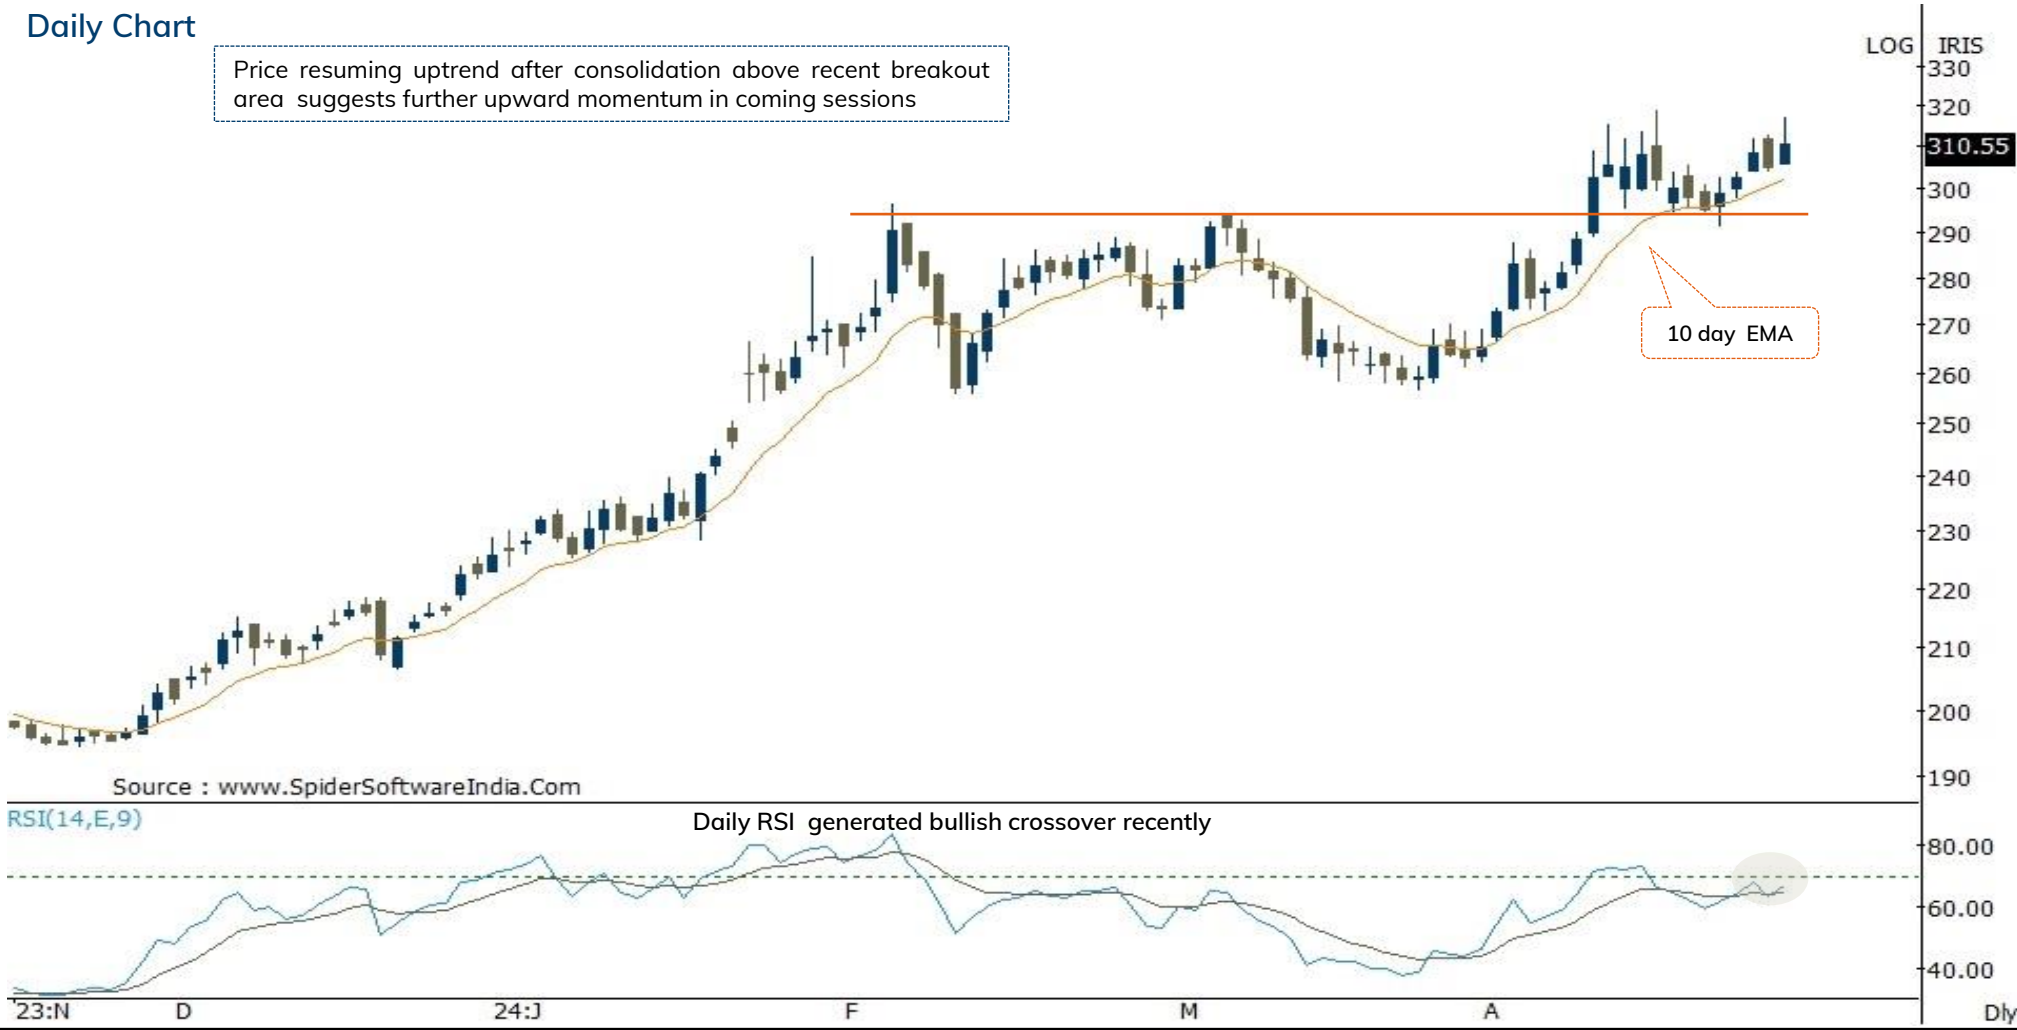 Daily Chart
Price resuming uptrend after consolidation above recent breakout
area suggests further upward momentum in coming sessions
LOG IRIS
330
320
310.55
300
290
280
270
10 day EMA
260
250
240
230
220
210
200
190
Source : www.SpiderSoftwareIndia.Com
RSI(14,E,9)
Daily RSI generated bullish crossover recently
80.00
60.00
40.00
'23:N D 24:J F M A Dly